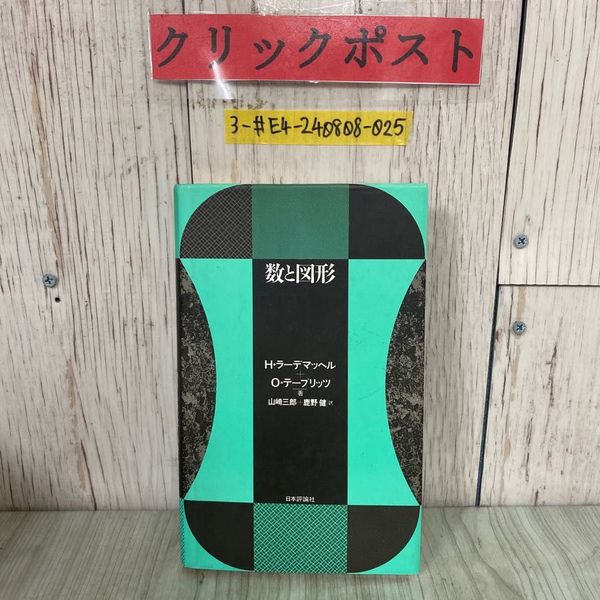 クリックポスト
3-#E4-240808-025
数と図形
H・ラーデマッヘル
+
O・テープリッツ
著
山崎三郎+鹿野 健 訳
日本評論社